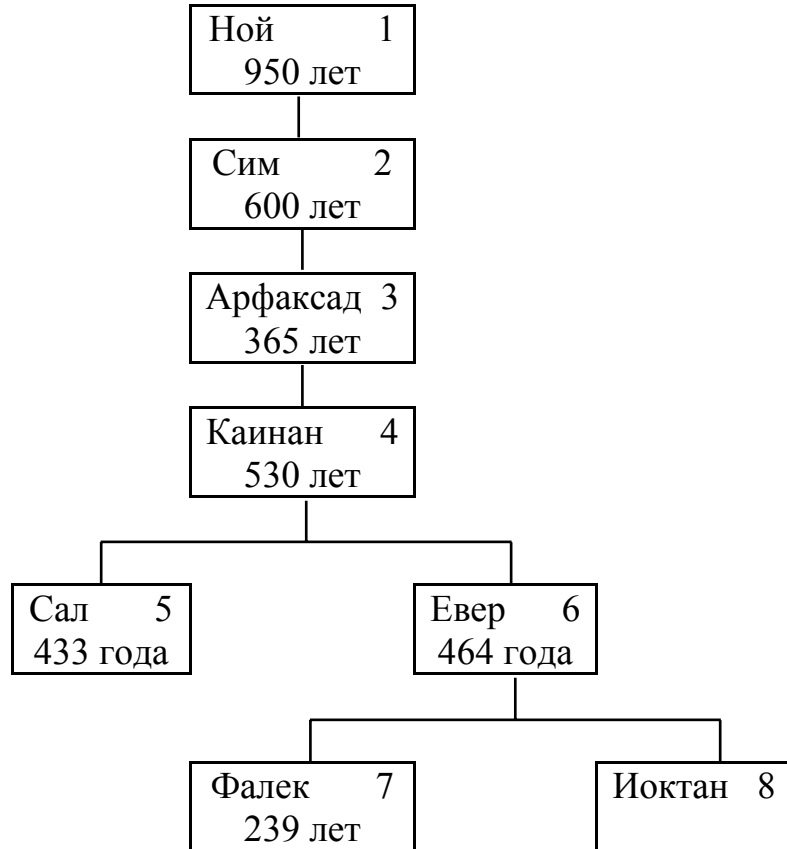 Ной 1
950 лет
Сим 2
600 лет
Арфаксад 3
365 лет
Каинан 4
530 лет
Сал 5
433 года
Евер 6
464 года
Фалек 7
239 лет
Иоктан 8